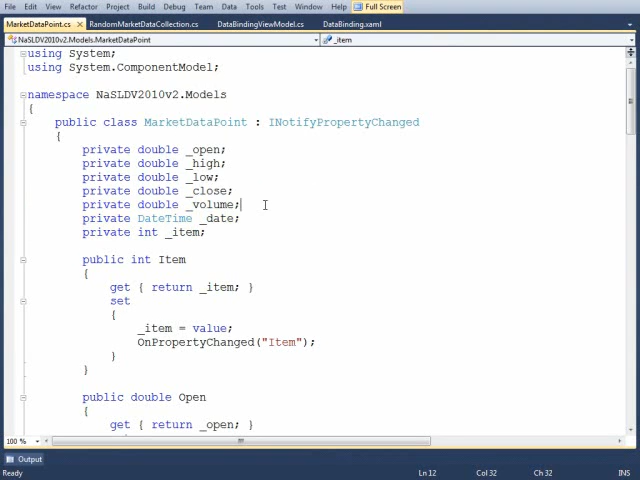 File Edit View Refactor Project Build Debug Team Data Tools Test Window Help Full Screen
MarketDataPoint.cs RandomMarketDataCollection.cs DataBindingViewModel.cs DataBinding.xaml
NaSLDV2010v2.Models.MarketDataPoint _item
using System;
using System.ComponentModel;
namespace NaSLDV2010v2.Models
{
public class MarketDataPoint : INotifyPropertyChanged
{
private double _open;
private double _high;
private double _low;
private double _close;
private double _volume;
private DateTime _date;
private int _item;
public int Item
{
get { return _item; }
set
{
_item = value;
OnPropertyChanged("Item");
}
}
public double Open
{
get { return _open; }
100 %
Output
Ready Ln 12 Col 32 Ch 32 INS